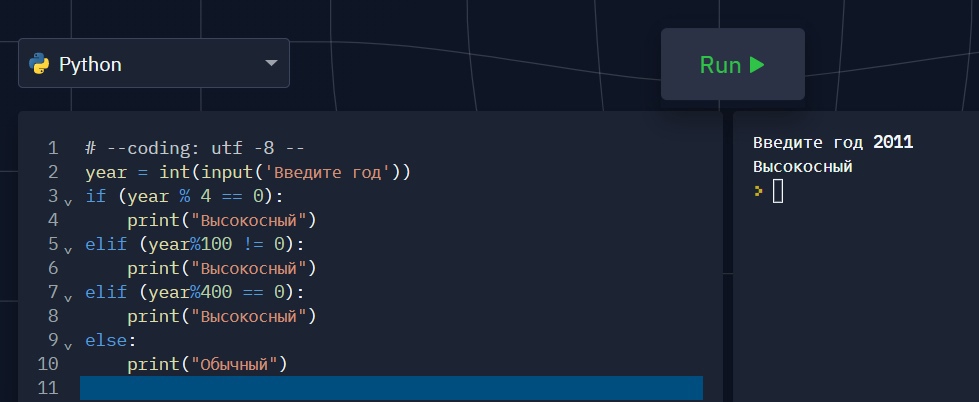 Python
Run
1 # --coding: utf -8 --
2 year = int(input('Введите год'))
3 if (year % 4 == 0):
4 print("Высокосный")
5 elif (year%100 != 0):
6 print("Высокосный")
7 elif (year%400 == 0):
8 print("Высокосный")
9 else:
10 print("Обычный")
11
Введите год 2011
Высокосный
>